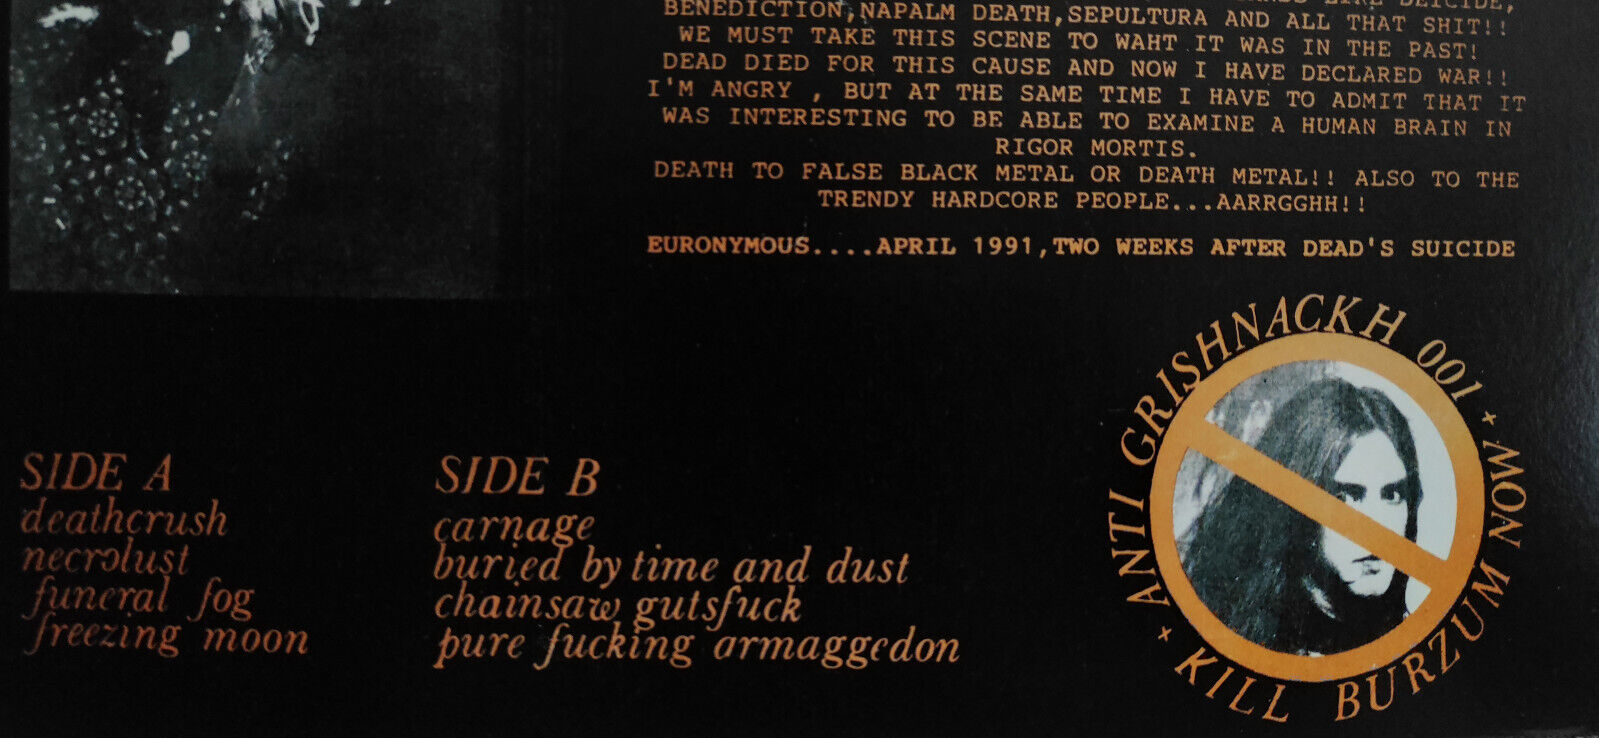 LIKE DEICIDE,
BENEDICTION,NAPALM DEATH,SEPULTURA AND ALL THAT SHIT!!
WE MUST TAKE THIS SCENE TO WAHT IT WAS IN THE PAST!
DEAD DIED FOR THIS CAUSE AND NOW I HAVE DECLARED WAR!!
I'M ANGRY , BUT AT THE SAME TIME I HAVE TO ADMIT THAT IT
WAS INTERESTING TO BE ABLE TO EXAMINE A HUMAN BRAIN IN
RIGOR MORTIS.
DEATH TO FALSE BLACK METAL OR DEATH METAL!! ALSO TO THE
TRENDY HARDCORE PEOPLE...AARRGGHH!!
EURONYMOUS....APRIL 1991,TWO WEEKS AFTER DEAD'S SUICIDE
SIDE A
deathcrush
necrolust
funeral fog
freezing moon
SIDE B
carnage
buried by time and dust
chainsaw gutsfuck
pure fucking armaggedon
ANTI GRISHNACKH 001 + KILL BURZUM NOW +